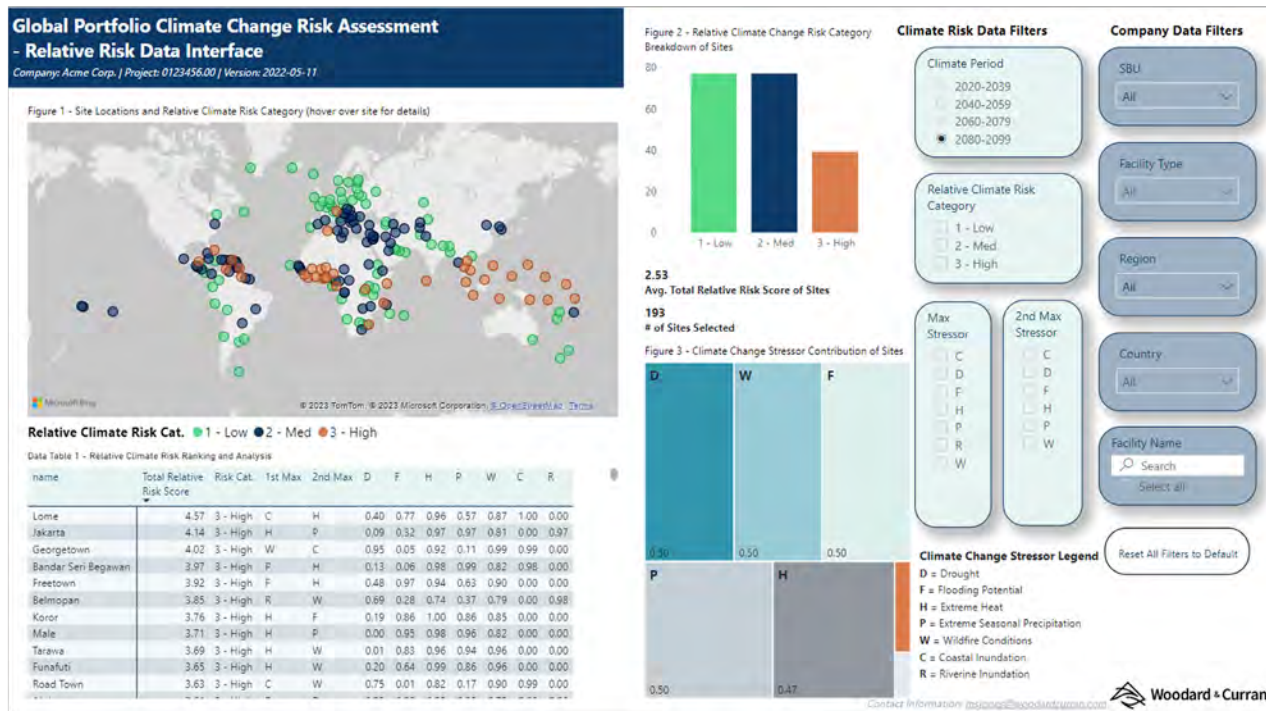 Global Portfolio Climate Change Risk Assessment
- Relative Risk Data Interface
Company: Acme Corp. | Project: 0123456.00 | Version: 2022-05-11
Figure 1 - Site Locations and Relative Climate Risk Category (hover over site for details)
Microsoft Bing
© 2023 TomTom, © 2023 Microsoft Corporation, © OpenStreetMap Terms
Relative Climate Risk Cat. 1 - Low 2 - Med 3 - High
Data Table 1 - Relative Climate Risk Ranking and Analysis
name Total Relative Risk Score Risk Cat. 1st Max 2nd Max D F H P W C R
Lome 4.57 3 - High C H 0.40 0.77 0.96 0.57 0.87 1.00 0.00
Jakarta 4.14 3 - High H P 0.09 0.32 0.97 0.97 0.81 0.00 0.97
Georgetown 4.02 3 - High W C 0.95 0.05 0.92 0.11 0.99 0.99 0.00
Bandar Seri Begawan 3.97 3 - High P H 0.13 0.06 0.98 0.99 0.82 0.98 0.00
Freetown 3.92 3 - High F H 0.48 0.97 0.94 0.63 0.90 0.00 0.00
Belmopan 3.85 3 - High R W 0.69 0.28 0.74 0.37 0.79 0.00 0.98
Koror 3.76 3 - High H F 0.19 0.86 1.00 0.86 0.85 0.00 0.00
Male 3.71 3 - High H P 0.00 0.95 0.98 0.96 0.82 0.00 0.00
Tarawa 3.69 3 - High H W 0.01 0.83 0.96 0.94 0.96 0.00 0.00
Funafuti 3.65 3 - High H W 0.20 0.64 0.99 0.86 0.96 0.00 0.00
Road Town 3.63 3 - High C W 0.75 0.01 0.82 0.17 0.90 0.99 0.00
Figure 2 - Relative Climate Change Risk Category
Breakdown of Sites
80
60
40
20
0
1 - Low 2 - Med 3 - High
2.53
Avg. Total Relative Risk Score of Sites
193
# of Sites Selected
Figure 3 - Climate Change Stressor Contribution of Sites
D W F
0.50 0.50 0.50
P H
0.50 0.47
Climate Risk Data Filters
Climate Period
2020-2039
2040-2059
2060-2079
2080-2099
Relative Climate Risk
Category
1 - Low
2 - Med
3 - High
Max
Stressor
C
D
F
H
P
R
W
2nd Max
Stressor
C
D
F
H
P
W
Climate Change Stressor Legend
D = Drought
F = Flooding Potential
H = Extreme Heat
P = Extreme Seasonal Precipitation
W = Wildfire Conditions
C = Coastal Inundation
R = Riverine Inundation
Company Data Filters
SBU
All
Facility Type
All
Region
All
Country
All
Facility Name
Search
Select all
Reset All Filters to Default
Contact Information:
Woodard & Curran